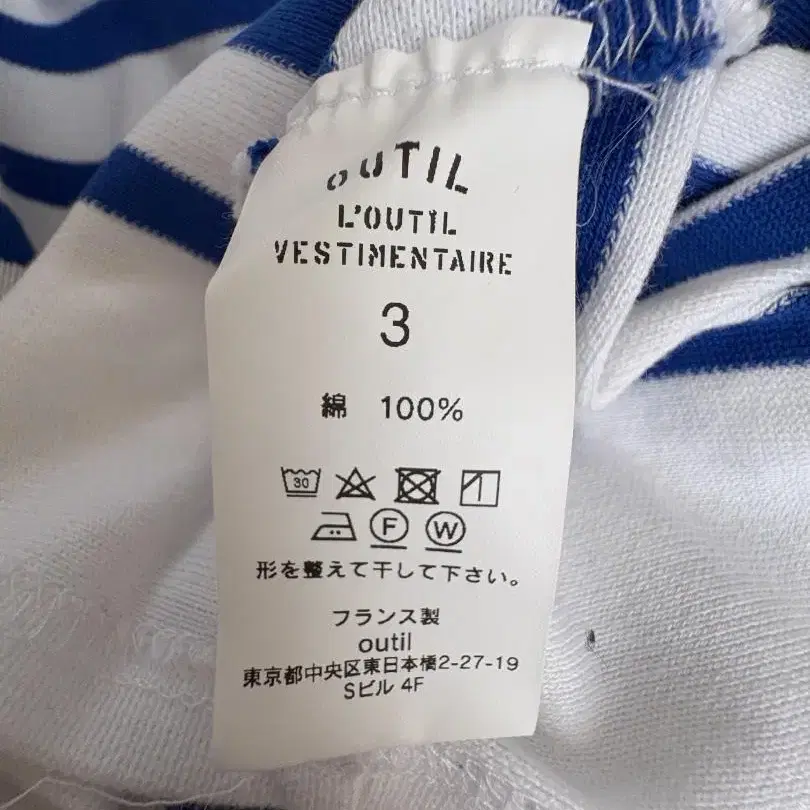 OUTIL
L'OUTIL
VESTIMENTAIRE
3
綿 100%
30
F W
形を整えて干して下さい。
フランス製
outil
東京都中央区東日本橋2-27-19
Sビル 4F